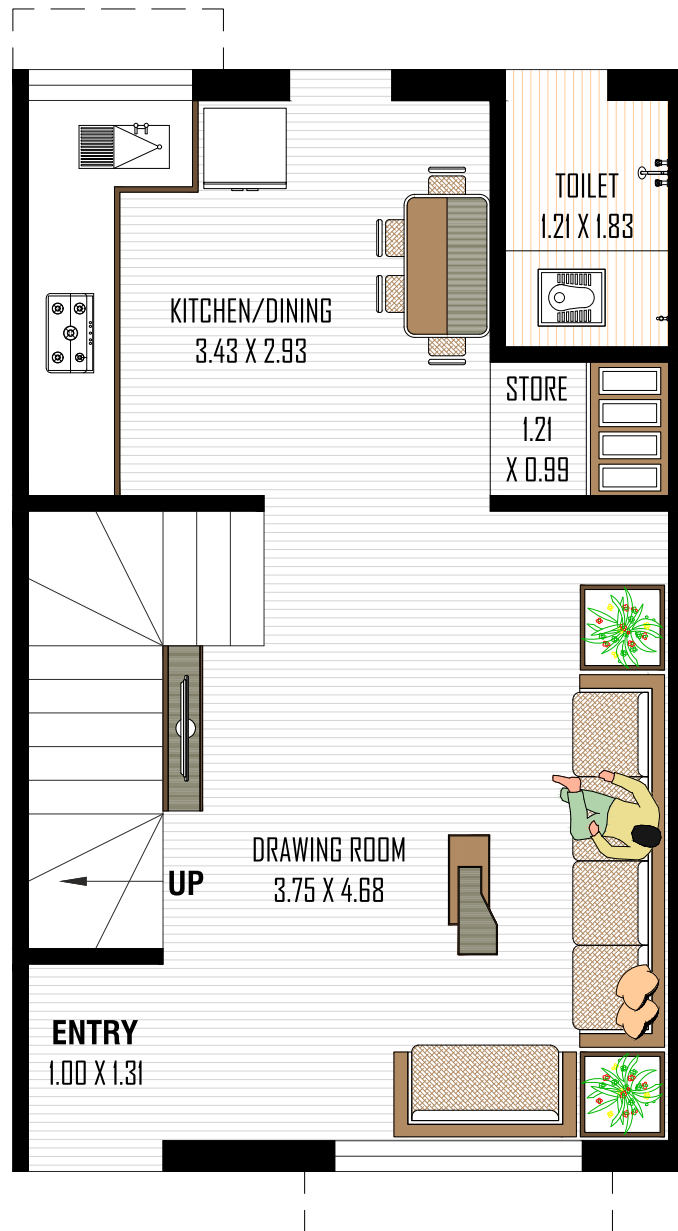 TOILET
1.21 X 1.83
KITCHEN/DINING
3.43 X 2.93
STORE
1.21
X 0.99
DRAWING ROOM
3.75 X 4.68
UP
ENTRY
1.00 X 1.31